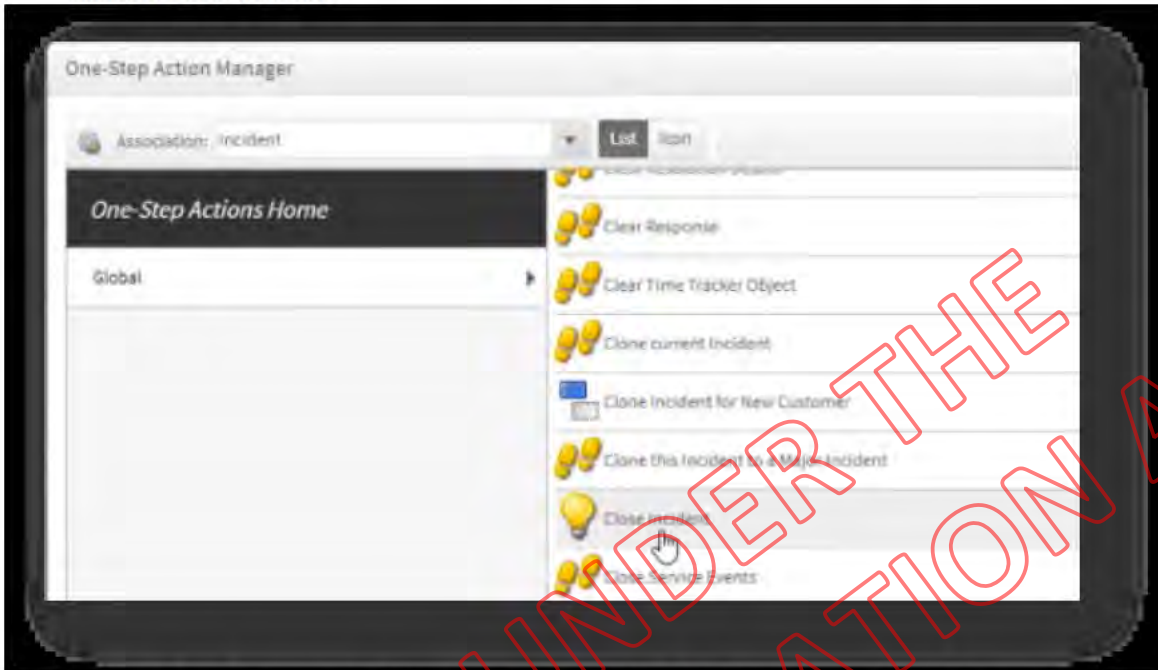 One-Step Action Manager
Association: Incident
List Icon
One-Step Actions Home
Global
Clear Response
Clear Time Tracker Object
Clone current Incident
Clone Incident for New Customer
Clone this Incident to a Major Incident
Close Incident
Close Service Events
UNDER THE
ATION A